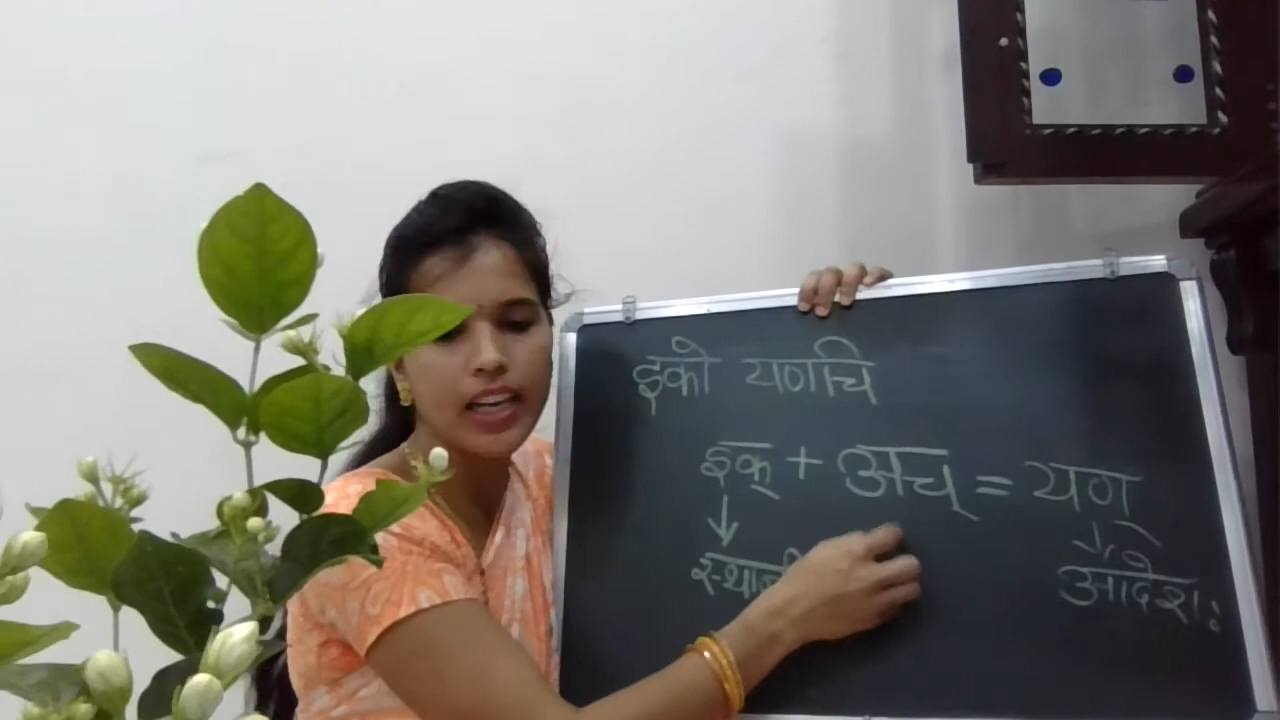 इको यणचि
इक् + अच् = यण
आदेशः